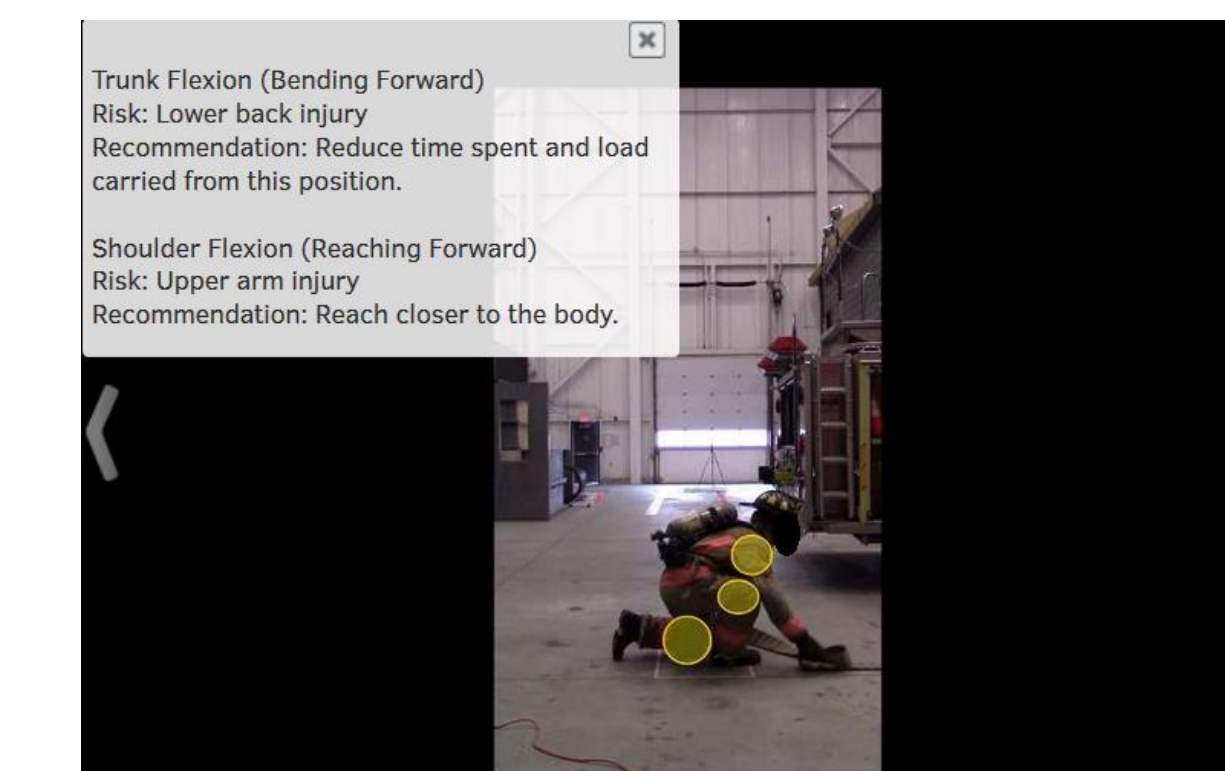 Trunk Flexion (Bending Forward)
Risk: Lower back injury
Recommendation: Reduce time spent and load
carried from this position.
Shoulder Flexion (Reaching Forward)
Risk: Upper arm injury
Recommendation: Reach closer to the body.